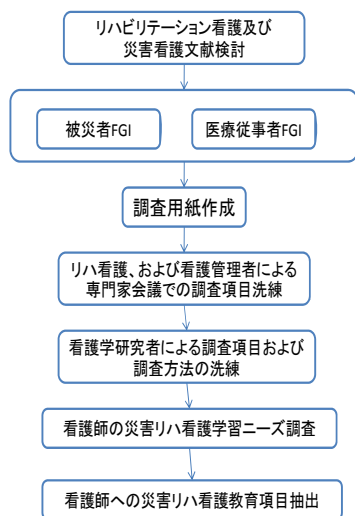 リハビリテーション看護及び
災害看護文献検討
被災者FGI
医療従事者FGI
調査用紙作成
リハ看護、および看護管理者による
専門家会議での調査項目洗練
看護学研究者による調査項目および
調査方法の洗練
看護師の災害リハ看護学習ニーズ調査
看護師への災害リハ看護教育項目抽出